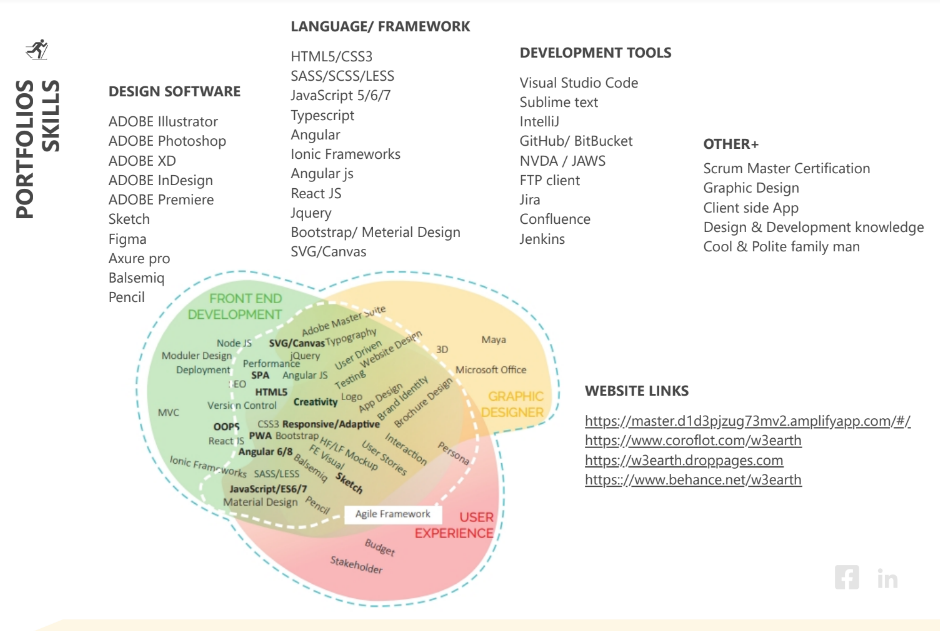 PORTFOLIOS
SKILLS
DESIGN SOFTWARE
ADOBE Illustrator
ADOBE Photoshop
ADOBE XD
ADOBE InDesign
ADOBE Premiere
Sketch
Figma
Axure pro
Balsemiq
Pencil
LANGUAGE/ FRAMEWORK
HTML5/CSS3
SASS/SCSS/LESS
JavaScript 5/6/7
Typescript
Angular
Ionic Frameworks
Angular js
React JS
Jquery
Bootstrap/ Meterial Design
SVG/Canvas
DEVELOPMENT TOOLS
Visual Studio Code
Sublime text
IntelliJ
GitHub/ BitBucket
NVDA / JAWS
FTP client
Jira
Confluence
Jenkins
OTHER+
Scrum Master Certification
Graphic Design
Client side App
Design & Development knowledge
Cool & Polite family man
FRONT END
DEVELOPMENT
Adobe Master Suite
Node JS
SVG/Canvas
Typography
Moduler Design
jQuery
User Driven
Website Design
3D
Maya
Deployment
Performance
SPA
Angular JS
Testing
Microsoft Office
SEO
HTML5
Logo
App Design
Brand Identity
Brochure Design
GRAPHIC
DESIGNER
MVC
Version Control
Creativity
OOPS
CSS3
Responsive/Adaptive
React JS
PWA
Bootstrap
HF/LF Mockup
User Stories
Interaction
Persona
Angular 6/8
FE Visual
Balsemiq
Ionic Frameworks
SASS/LESS
Sketch
JavaScript/ES6/7
Material Design
Pencil
Agile Framework
USER
EXPERIENCE
Budget
Stakeholder
WEBSITE LINKS
https://master.d1d3pjzug73mv2.amplifyapp.com/#/
https://www.coroflot.com/w3earth
https://w3earth.droppages.com
https:://www.behance.net/w3earth
in